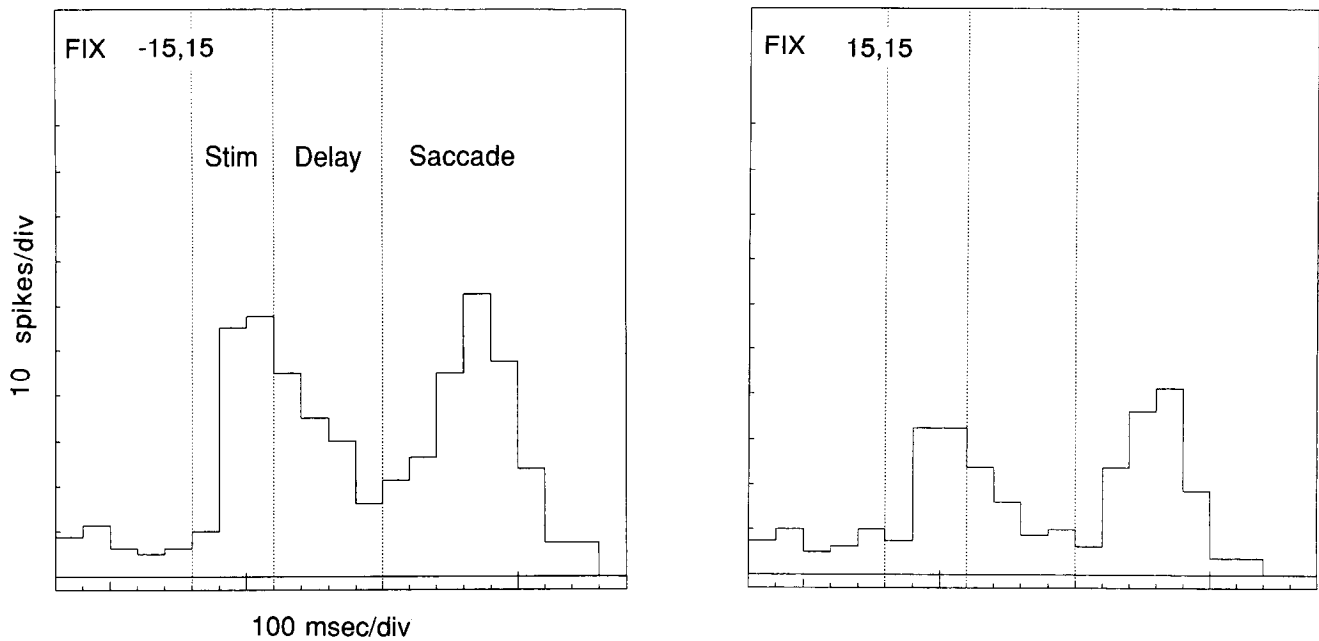 FIX -15,15
FIX 15,15
Stim Delay Saccade
10 spikes/div
100 msec/div